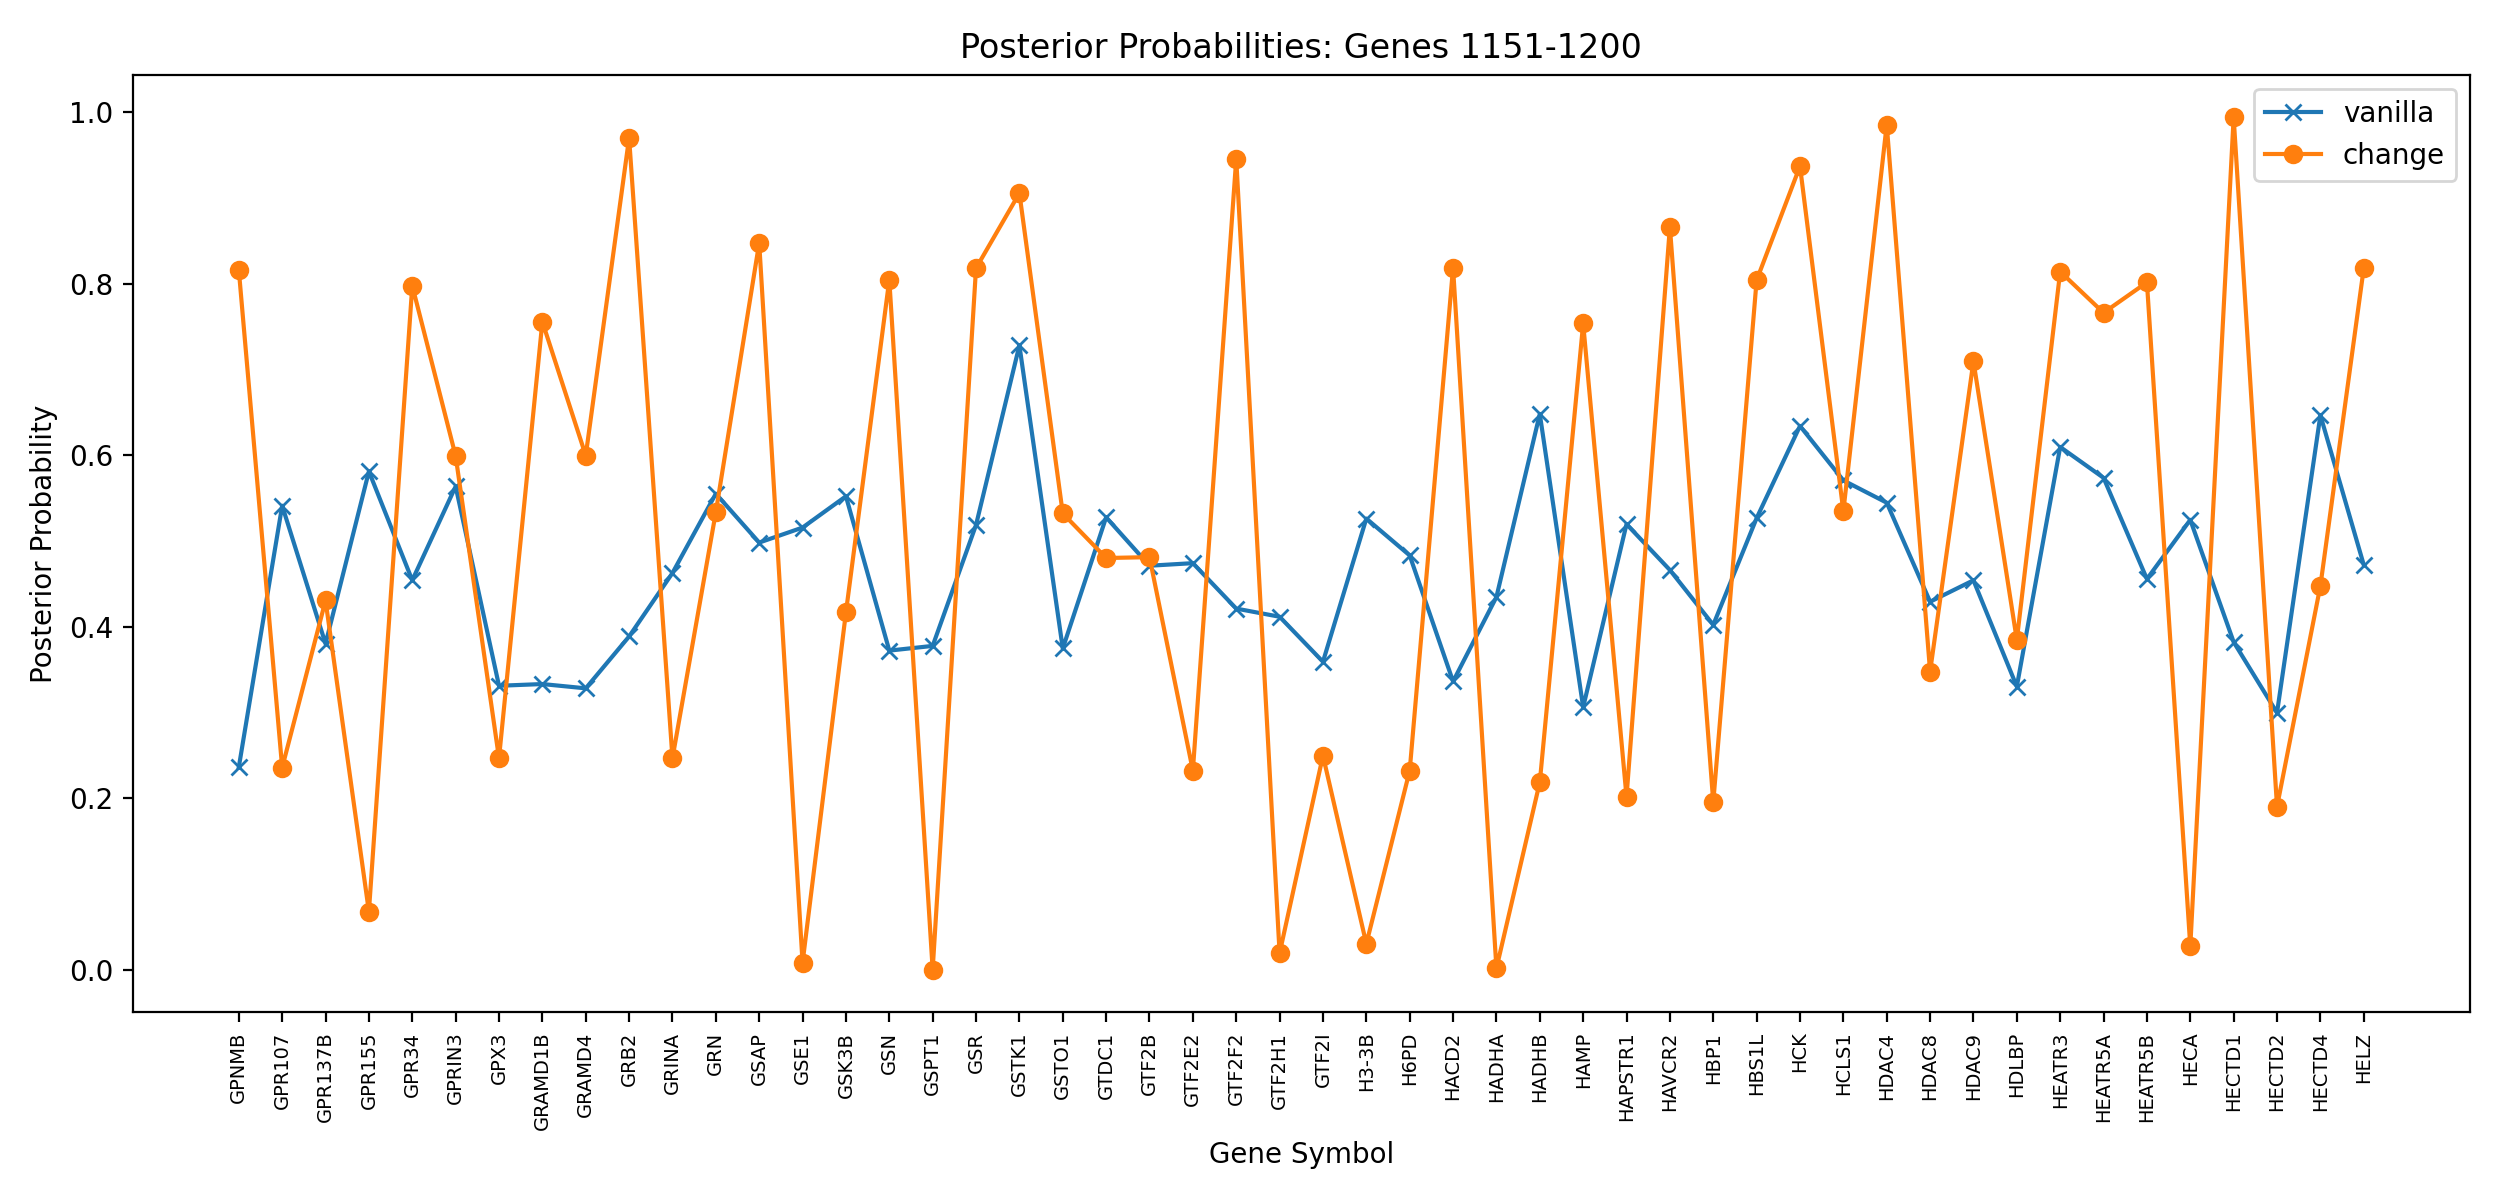 Posterior Probabilities: Genes 1151-1200
vanilla
change
Posterior Probability
1.0
0.8
0.6
0.4
0.2
0.0
GPNMB
GPR107
GPR137B
GPR155
GPR34
GPRIN3
GPX3
GRAMD1B
GRAMD4
GRB2
GRINA
GRN
GSAP
GSE1
GSK3B
GSN
GSPT1
GSR
GSTK1
GSTO1
GTDC1
GTF2B
GTF2E2
GTF2F2
GTF2H1
GTF2I
H3-3B
H6PD
HACD2
HADHA
HADHB
HAMP
HAPSTR1
HAVCR2
HBP1
HBS1L
HCK
HCLS1
HDAC4
HDAC8
HDAC9
HDLBP
HEATR3
HEATR5A
HEATR5B
HECA
HECTD1
HECTD2
HECTD4
HELZ
Gene Symbol